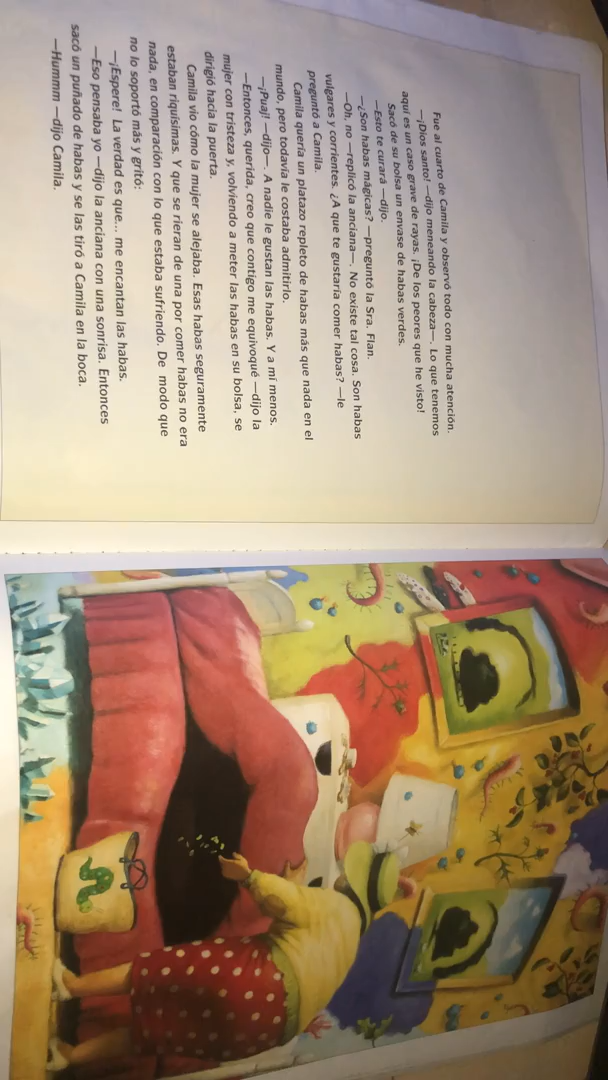 Fue al cuarto de Camila y observó todo con mucha atención.
—¡Dios santo! —dijo meneando la cabeza—. Lo que tenemos
aquí es un caso grave de rayas. ¡De los peores que he visto!
Sacó de su bolsa un envase de habas verdes.
—Esto te curará —dijo.
—¿Son habas mágicas? —preguntó la Sra. Flan.
—Oh, no —replicó la anciana—. No existe tal cosa. Son habas
vulgares y corrientes. ¿A que te gustaría comer habas? —le
preguntó a Camila.
Camila quería un platazo repleto de habas más que nada en el
mundo, pero todavía le costaba admitirlo.
—¡Puaj! —dijo—. A nadie le gustan las habas. Y a mí menos.
—Entonces, querida, creo que contigo me equivoqué —dijo la
mujer con tristeza y, volviendo a meter las habas en su bolsa, se
dirigió hacia la puerta.
Camila vio cómo la mujer se alejaba. Esas habas seguramente
estaban riquísimas. Y que se rieran de una por comer habas no era
nada, en comparación con lo que estaba sufriendo. De modo que
no lo soportó más y gritó:
—¡Espere! La verdad es que... me encantan las habas.
—Eso pensaba yo —dijo la anciana con una sonrisa. Entonces
sacó un puñado de habas y se las tiró a Camila en la boca.
—Hummm —dijo Camila.